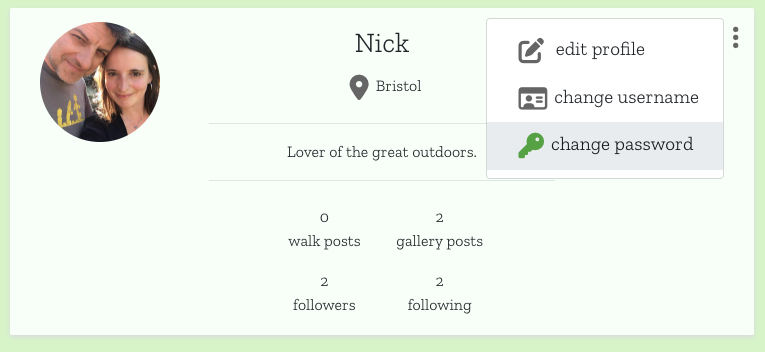 Nick
Bristol
Lover of the great outdoors.
0
walk posts
2
gallery posts
2
followers
2
following
edit profile
change username
change password